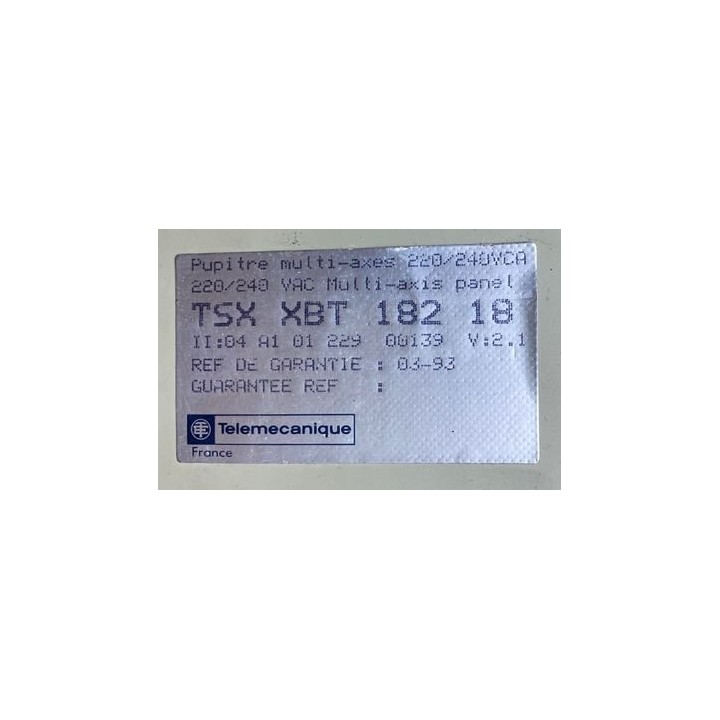 Pupitre multi-axes 220/240VCA
220/240 VAC Multi-axis panel
TSX XBT 182 18
II:04 A1 01 229 00139 V:2.1
REF DE GARANTIE : 03-93
GUARANTEE REF :
Telemecanique
France